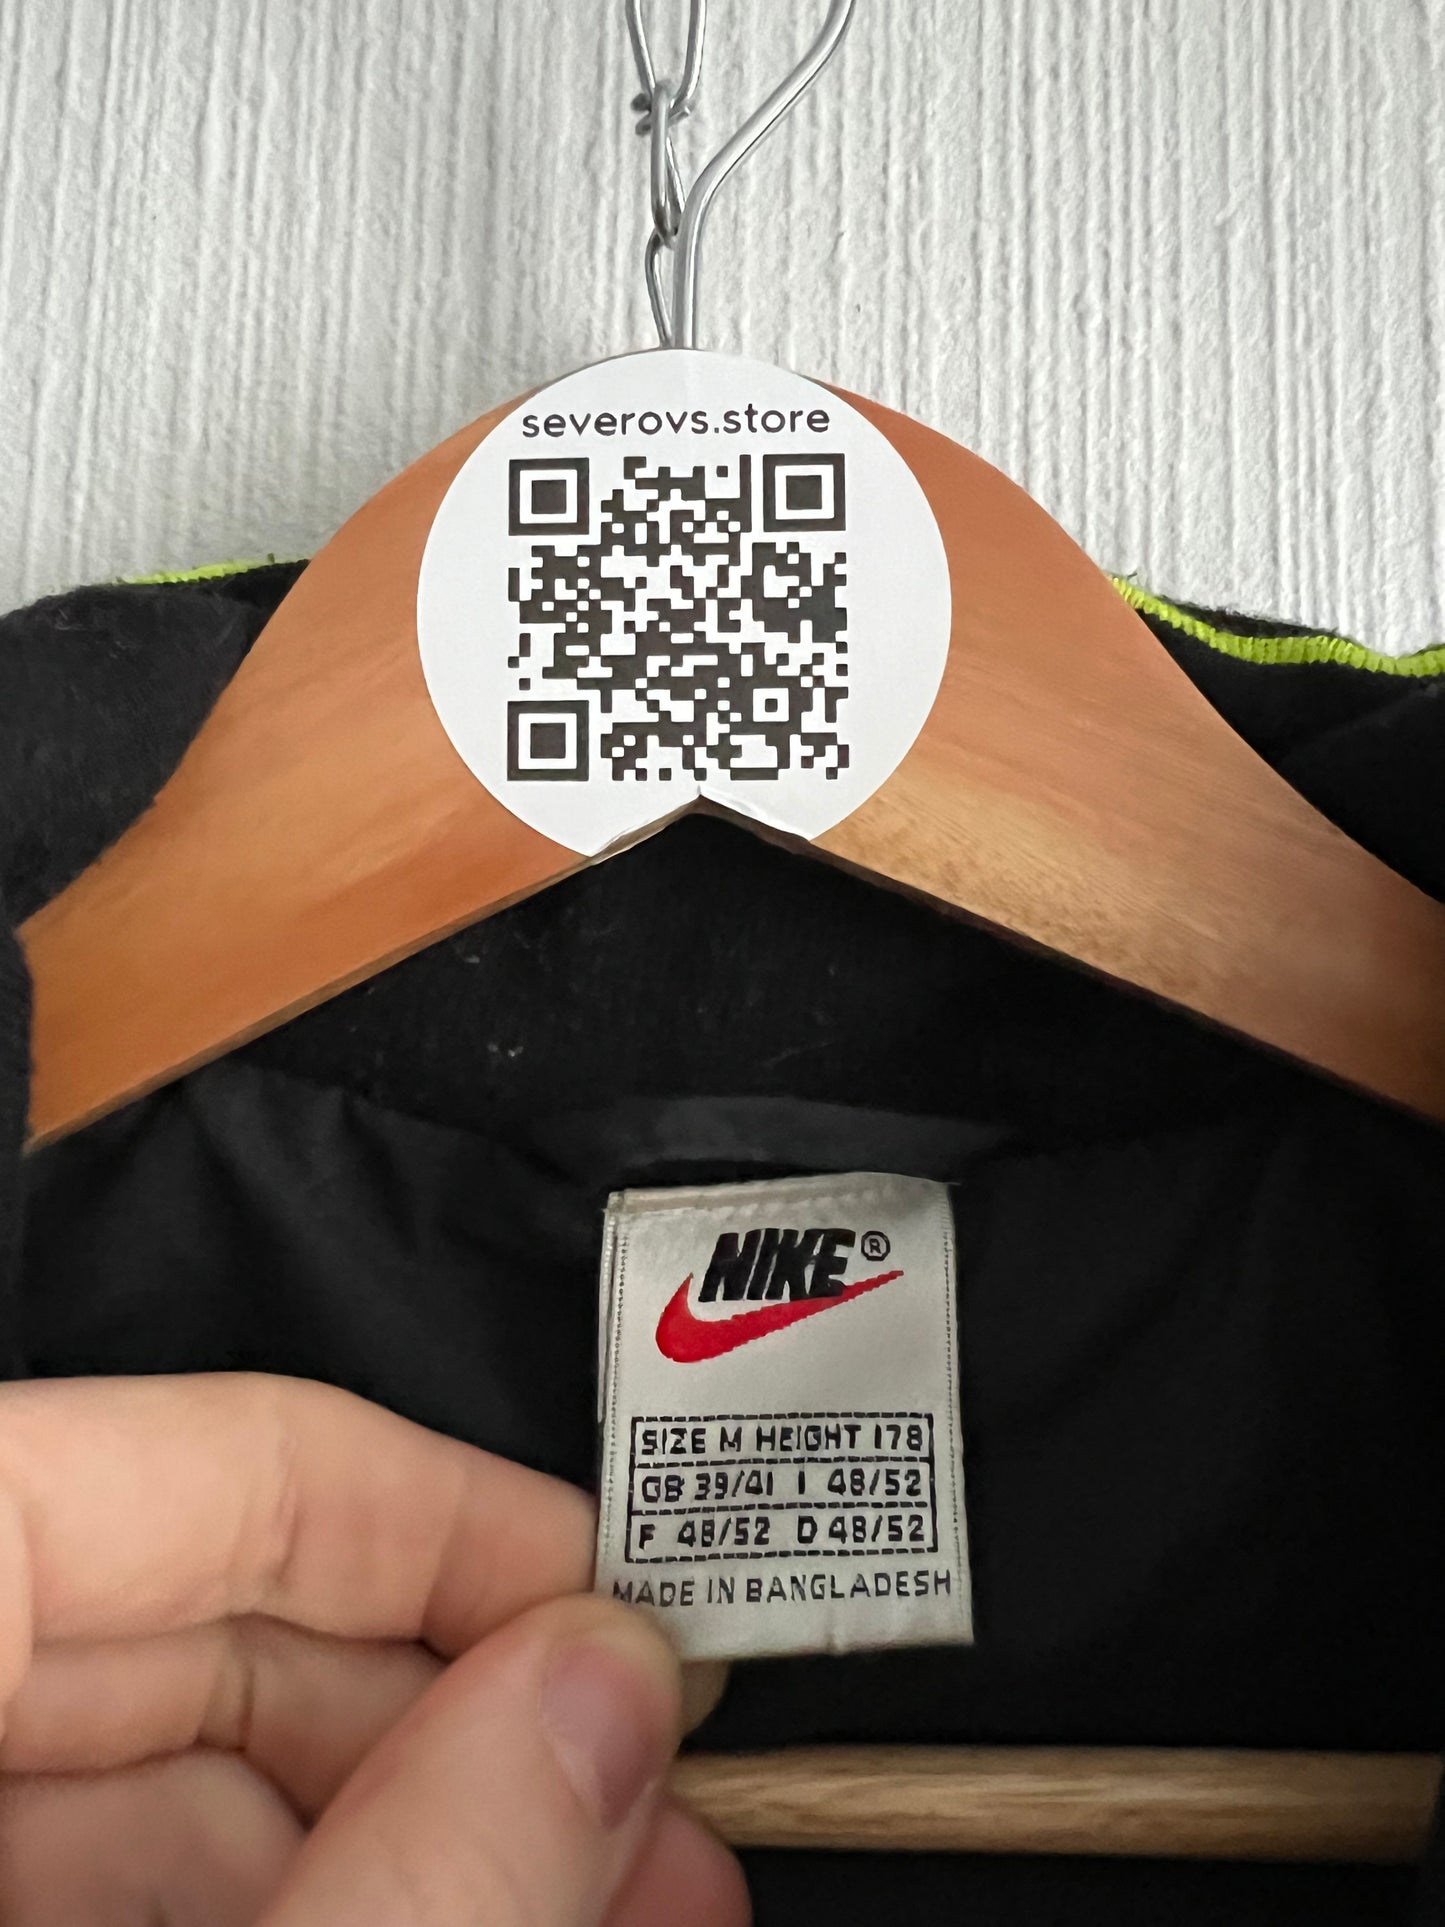 severovs.store
NIKE®
SIZE M HEIGHT 178
GB 39/41 I 48/52
F 48/52 D 48/52
MADE IN BANGLADESH